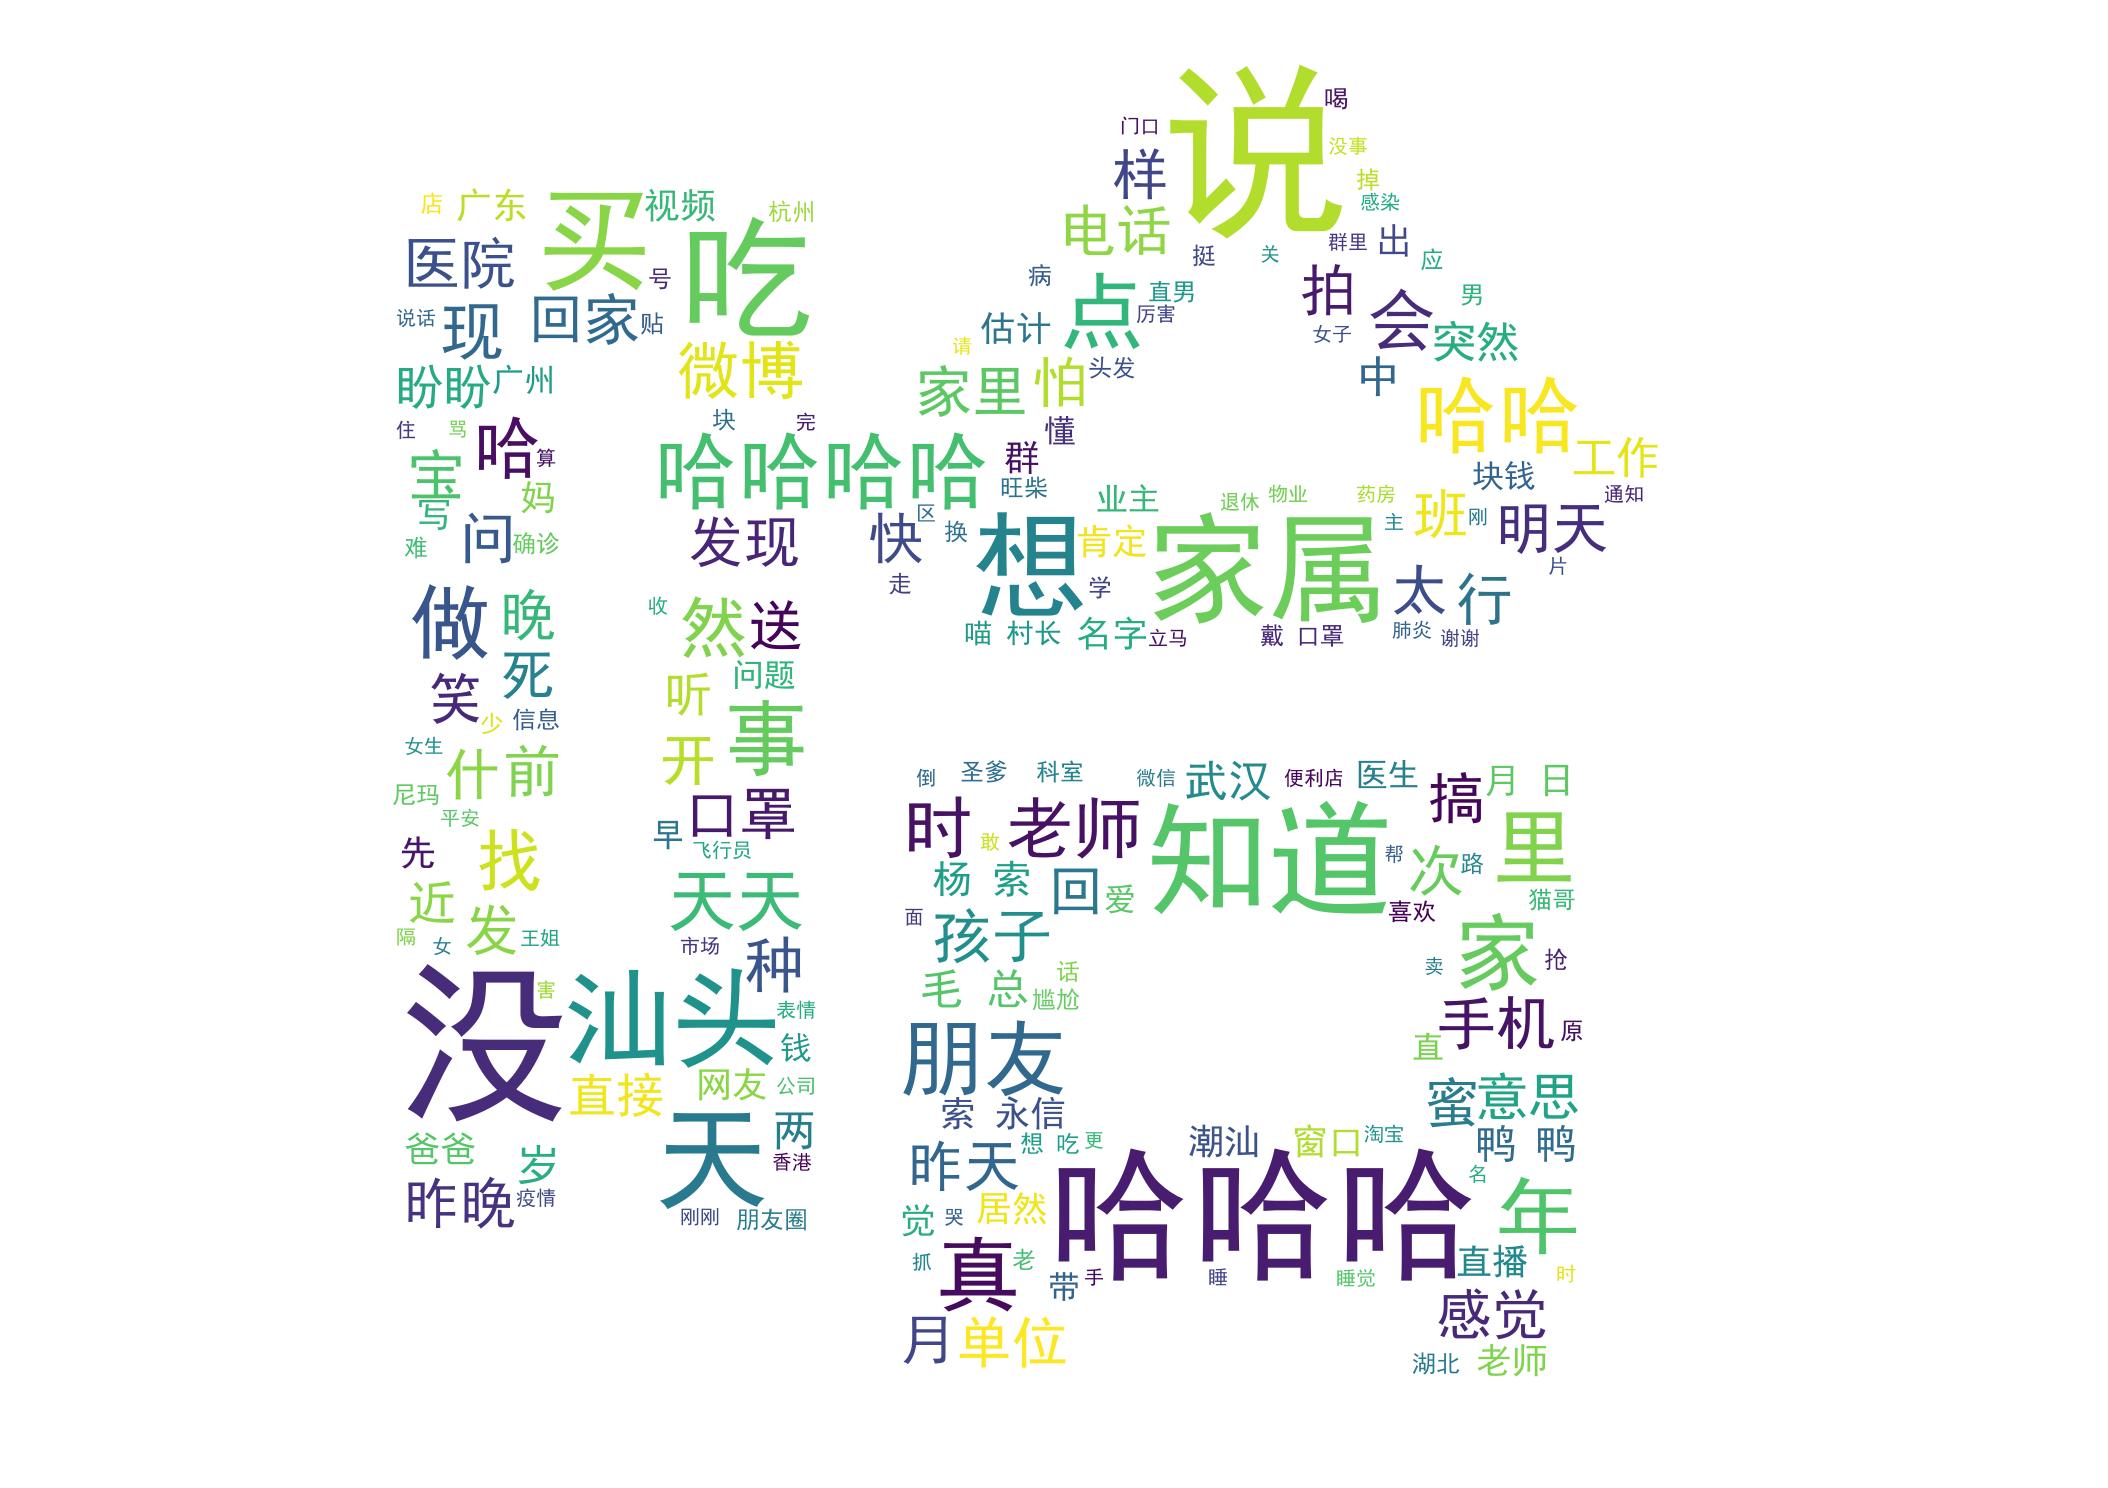 说
喝
门口
样
没事
掉
感染
电话
挺
关
群里
出
应
病
点
直男
厉害
拍
会
男
女子
突然
估计
请
家里
怕
头发
中
懂
哈哈
工作
群
旺柴
块钱
业主
退休
物业
药房
主
班
刚
通知
明天
片
想
肯定
家属
学
太
行
喵
村长
名字
立马
戴
口罩
肺炎
谢谢
店
广东
买
视频
杭州
医院
号
吃
说话
现
回家
贴
微博
盼盼
广州
块
完
住
骂
哈
算
哈哈哈哈
宝
写
妈
区
换
问
发现
快
难
确诊
走
做
晚
收
然
送
死
听
问题
笑
少
信息
事
女生
什
前
开
尼玛
平安
口罩
先
找
早
飞行员
近
发
天天
隔
女
王姐
市场
种
没
害
汕头
表情
钱
直接
网友
公司
爸爸
岁
天
两
香港
昨晚
疫情
刚刚
朋友圈
倒
圣爹
科室
微信
武汉
便利店
医生
搞
月
日
时
敢
老师
知道
帮
次
路
里
杨
索
回
爱
喜欢
猫哥
面
孩子
卖
家
抢
毛
总
话
尴尬
手机
原
朋友
直
索
永信
蜜
意思
昨天
想
吃
更
潮汕
窗口
淘宝
鸭
鸭
觉
哭
居然
哈哈哈
名
年
抓
真
老
带
手
睡
睡觉
直播
时
月
单位
感觉
湖北
老师